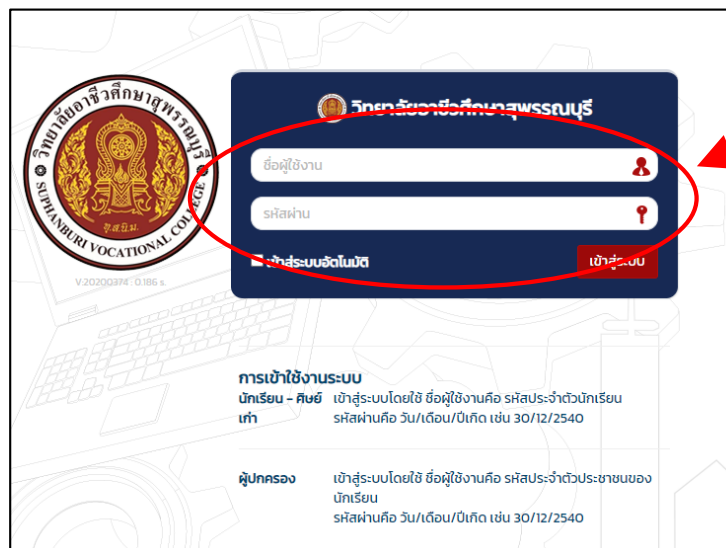 วิทยาลัยอาชีวศึกษาสุพรรณบุรี
SUPHANBURI VOCATIONAL COLLEGE
V.20200374 : 0.186 s.
วิทยาลัยอาชีวศึกษาสุพรรณบุรี
ชื่อผู้ใช้งาน
รหัสผ่าน
เข้าสู่ระบบอัตโนมัติ
เข้าสู่ระบบ
การเข้าใช้งานระบบ
นักเรียน - ศิษย์ เข้าสู่ระบบโดยใช้ ชื่อผู้ใช้งานคือ รหัสประจำตัวนักเรียน
เก่า รหัสผ่านคือ วัน/เดือน/ปีเกิด เช่น 30/12/2540
ผู้ปกครอง เข้าสู่ระบบโดยใช้ ชื่อผู้ใช้งานคือ รหัสประจำตัวประชาชนของ
นักเรียน
รหัสผ่านคือ วัน/เดือน/ปีเกิด เช่น 30/12/2540